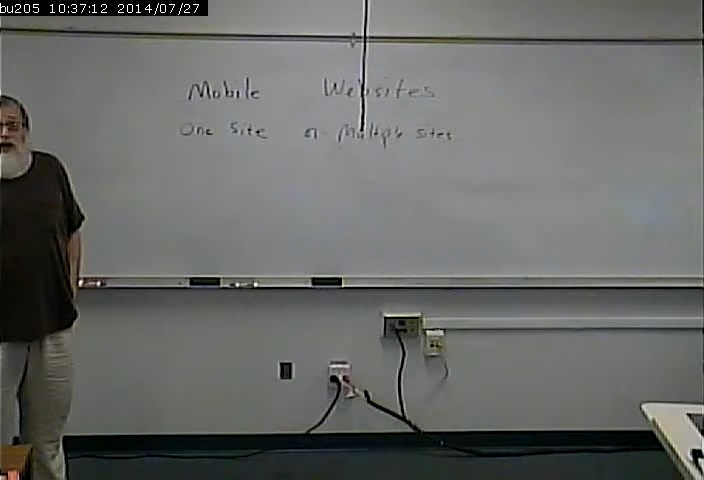 bu205 10:37:12 2014/07/27
Mobile Websites
One Site or Multiple sites